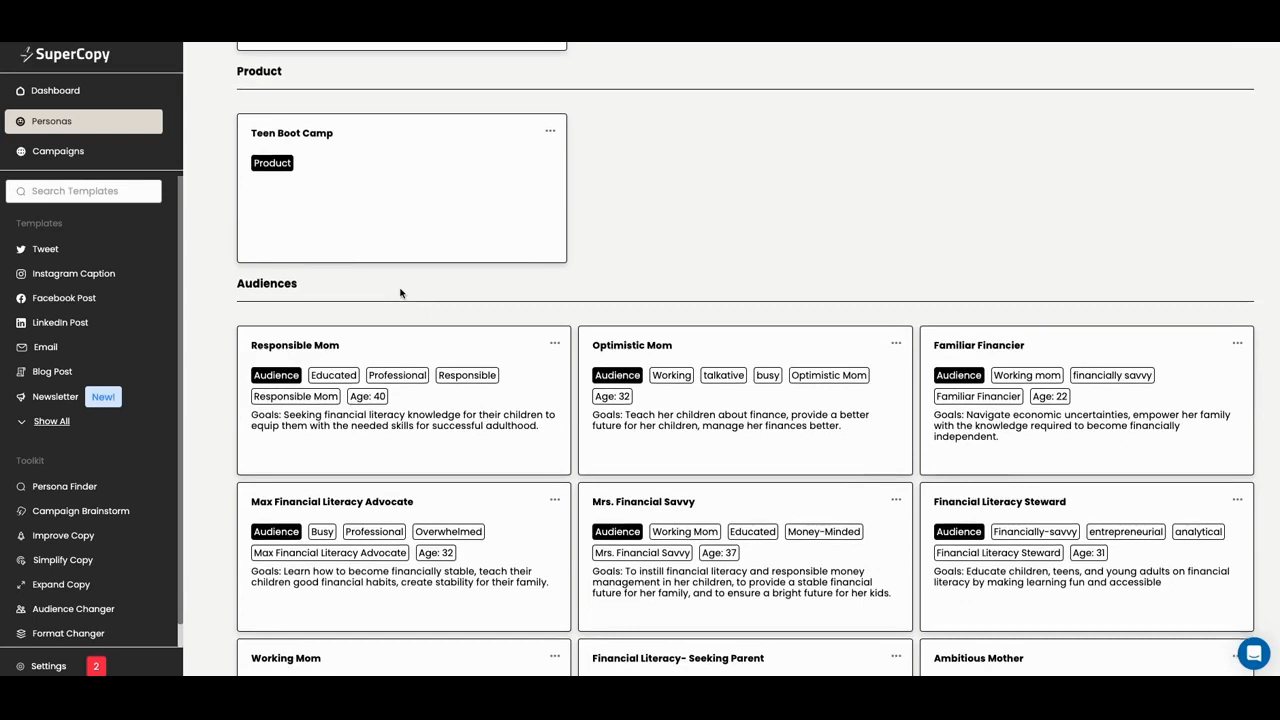 SuperCopy
Dashboard
Personas
Campaigns
Search Templates
Templates
Tweet
Instagram Caption
Facebook Post
LinkedIn Post
Email
Blog Post
Newsletter New!
Show All
Toolkit
Persona Finder
Campaign Brainstorm
Improve Copy
Simplify Copy
Expand Copy
Audience Changer
Format Changer
Settings 2
Product
Teen Boot Camp
Product
Audiences
Responsible Mom
Audience Educated Professional Responsible
Responsible Mom Age: 40
Goals: Seeking financial literacy knowledge for their children to
equip them with the needed skills for successful adulthood.
Optimistic Mom
Audience Working talkative busy Optimistic Mom
Age: 32
Goals: Teach her children about finance, provide a better
future for her children, manage her finances better.
Familiar Financier
Audience Working mom financially savvy
Familiar Financier Age: 22
Goals: Navigate economic uncertainties, empower her family
with the knowledge required to become financially
independent.
Max Financial Literacy Advocate
Audience Busy Professional Overwhelmed
Max Financial Literacy Advocate Age: 32
Goals: Learn how to become financially stable, teach their
children good financial habits, create stability for their family.
Mrs. Financial Savvy
Audience Working Mom Educated Money-Minded
Mrs. Financial Savvy Age: 37
Goals: To instill financial literacy and responsible money
management in her children, to provide a stable financial
future for her family, and to ensure a bright future for her kids.
Financial Literacy Steward
Audience Financially-savvy entrepreneurial analytical
Financial Literacy Steward Age: 31
Goals: Educate children, teens, and young adults on financial
literacy by making learning fun and accessible
Working Mom
Financial Literacy- Seeking Parent
Ambitious Mother